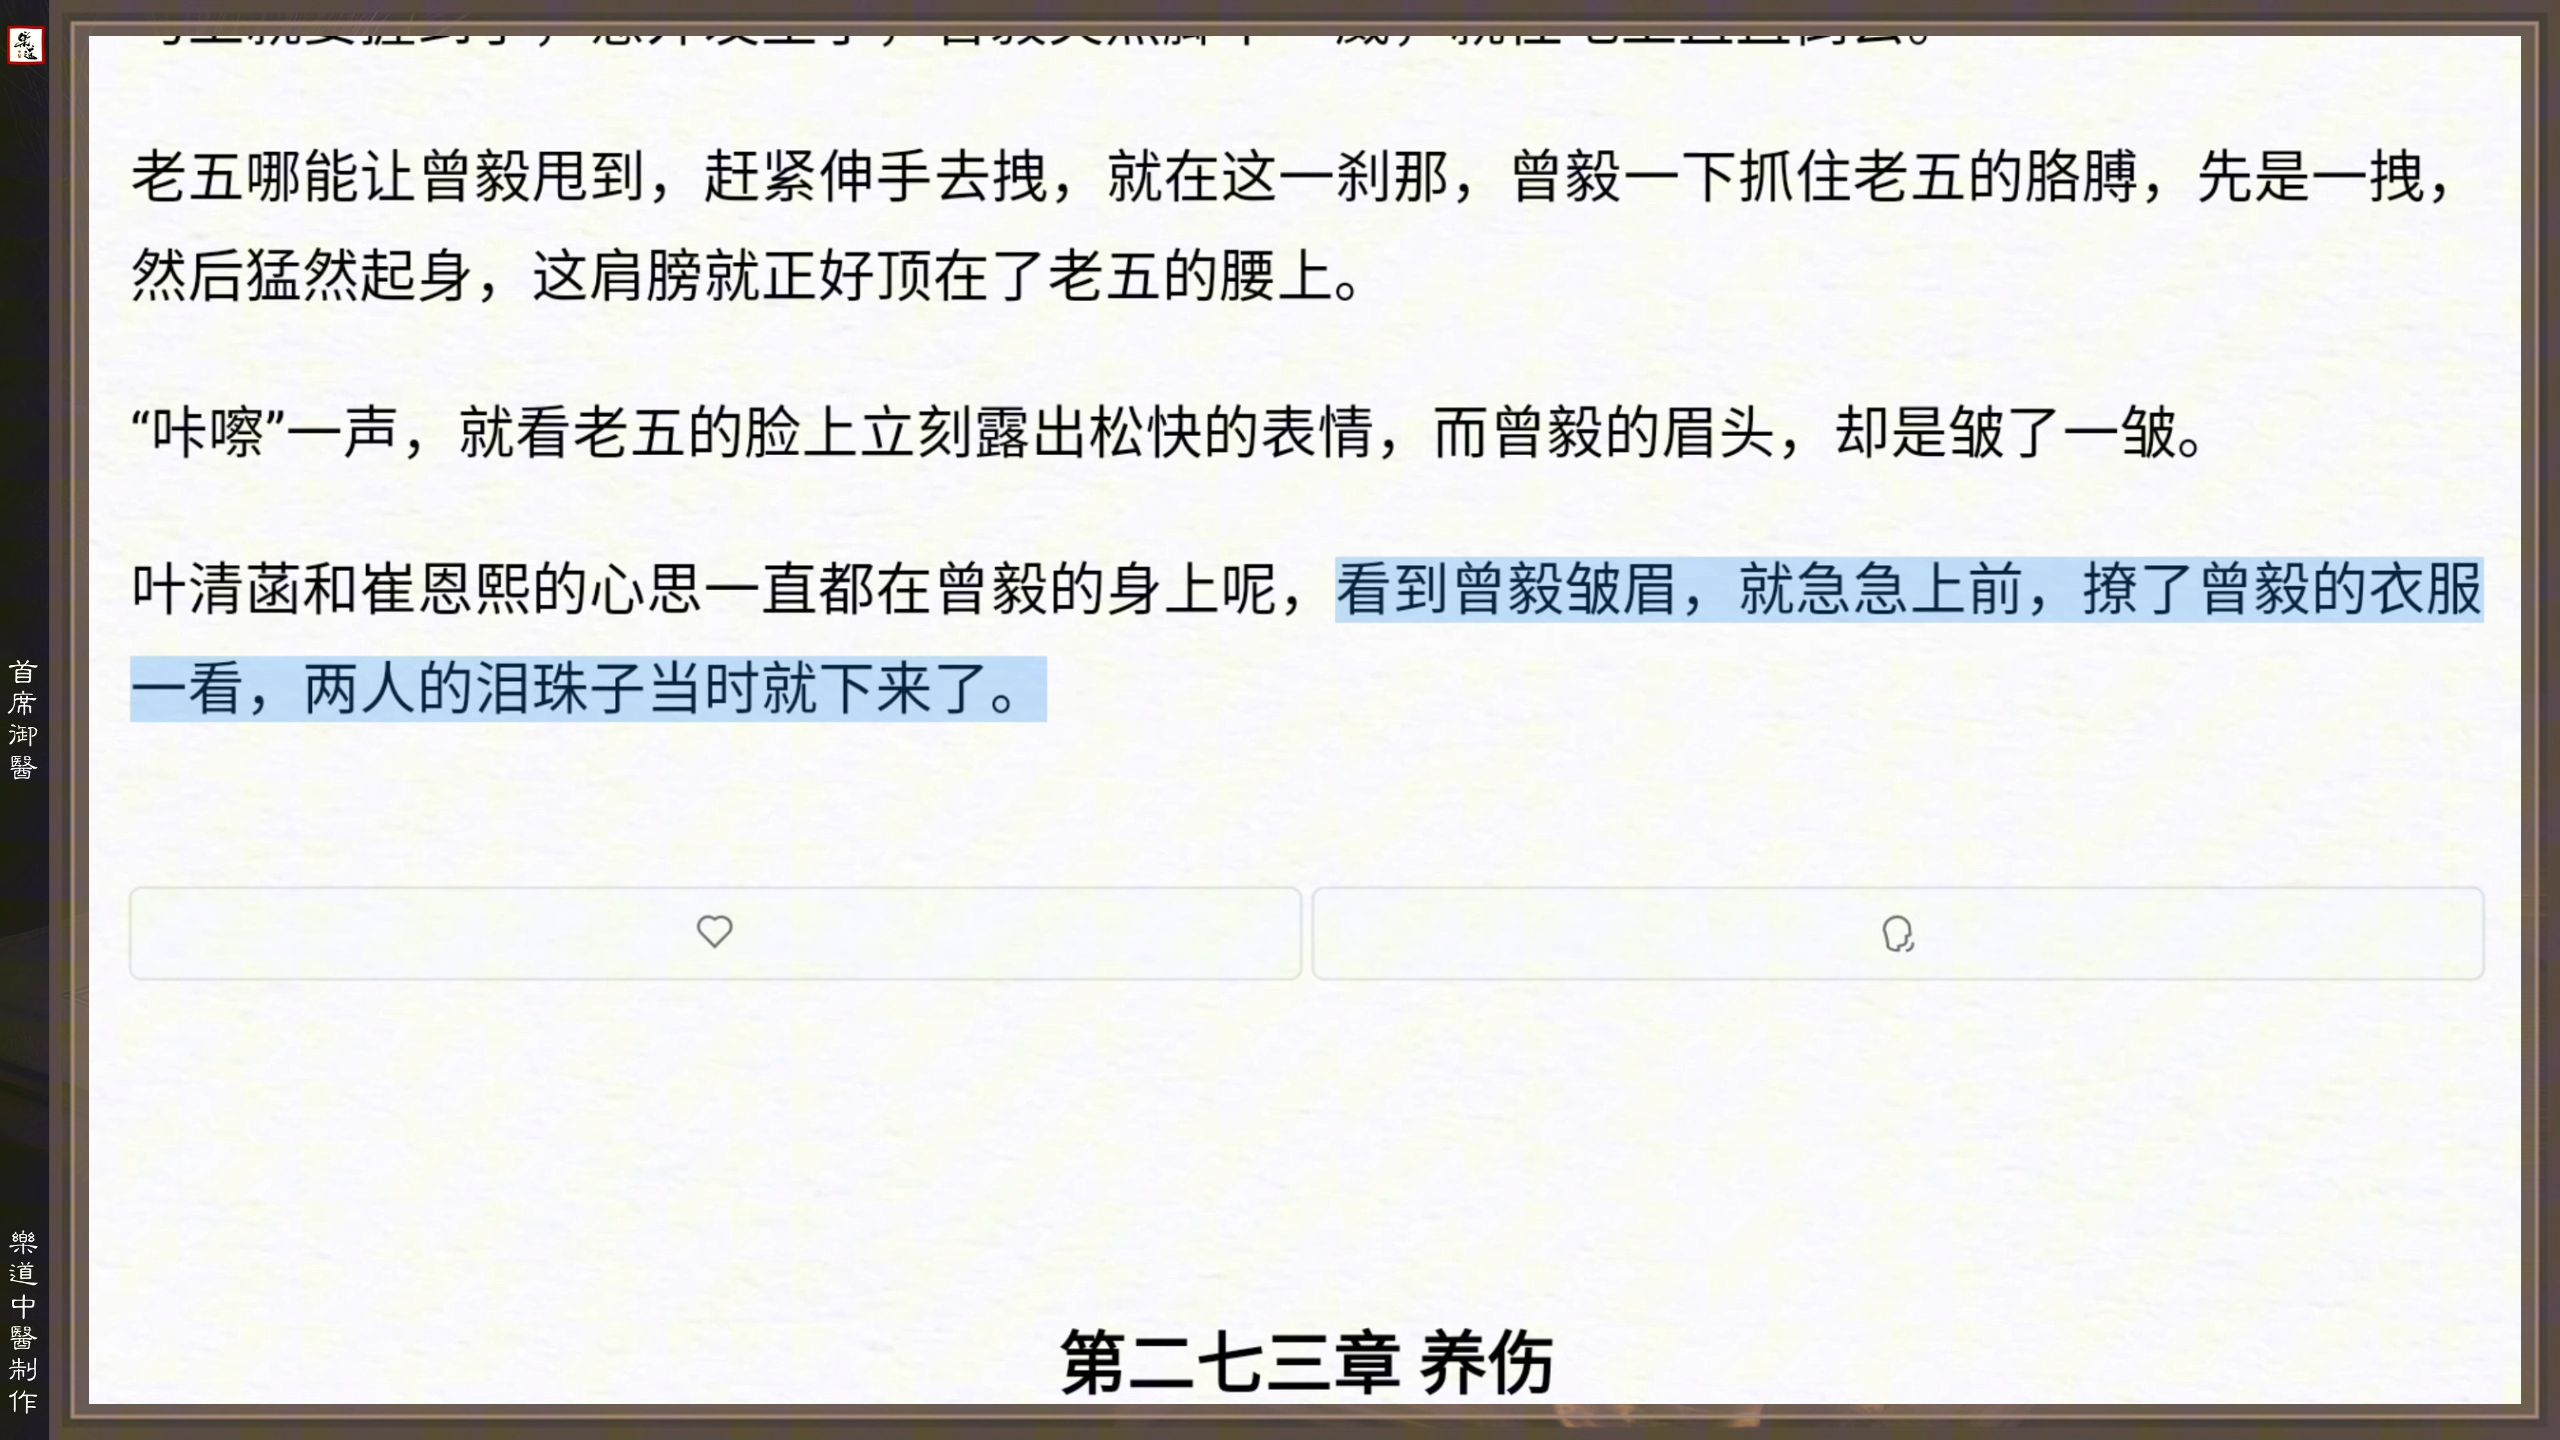 老五哪能让曾毅甩到，赶紧伸手去拽，就在这一刹那，曾毅一下抓住老五的胳膊，先是一拽，
然后猛然起身，这肩膀就正好顶在了老五的腰上。
“咔嚓”一声，就看老五的脸上立刻露出松快的表情，而曾毅的眉头，却是皱了一皱。
叶清菡和崔恩熙的心思一直都在曾毅的身上呢，看到曾毅皱眉，就急急上前，撩了曾毅的衣服
一看，两人的泪珠子当时就下来了。
第二七三章 养伤
首席御醫
樂道中醫制作